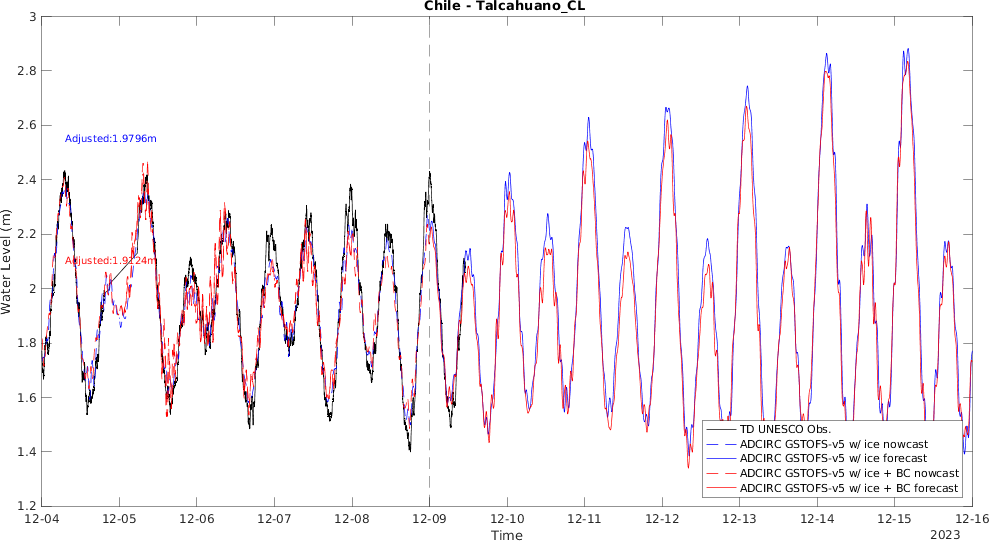 Chile - Talcahuano_CL
3
2.8
2.6
2.4
2.2
2
1.8
1.6
1.4
1.2
Water Level (m)
Adjusted:1.9796m
Adjusted:1.9124m
TD UNESCO Obs.
ADCIRC GSTOFS-v5 w/ ice nowcast
ADCIRC GSTOFS-v5 w/ ice forecast
ADCIRC GSTOFS-v5 w/ ice + BC nowcast
ADCIRC GSTOFS-v5 w/ ice + BC forecast
12-04 12-05 12-06 12-07 12-08 12-09 12-10 12-11 12-12 12-13 12-14 12-15 12-16
Time
2023